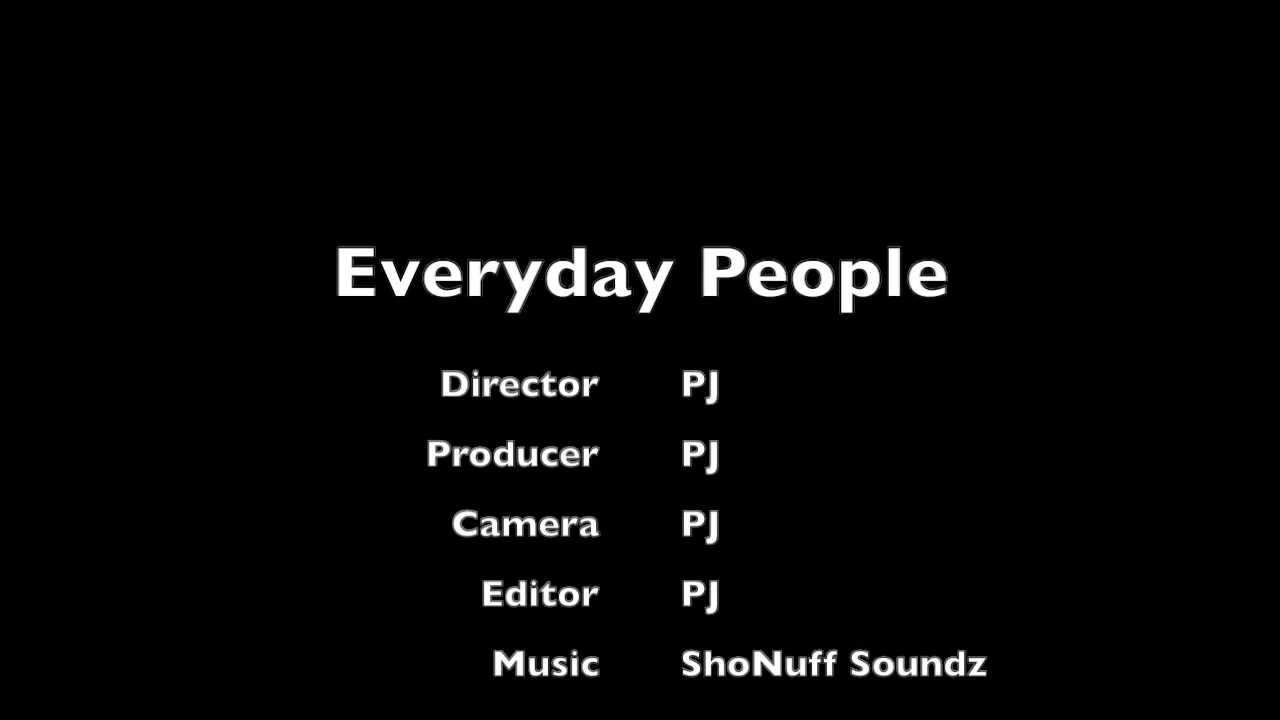 Everyday People
Director PJ
Producer PJ
Camera PJ
Editor PJ
Music ShoNuff Soundz